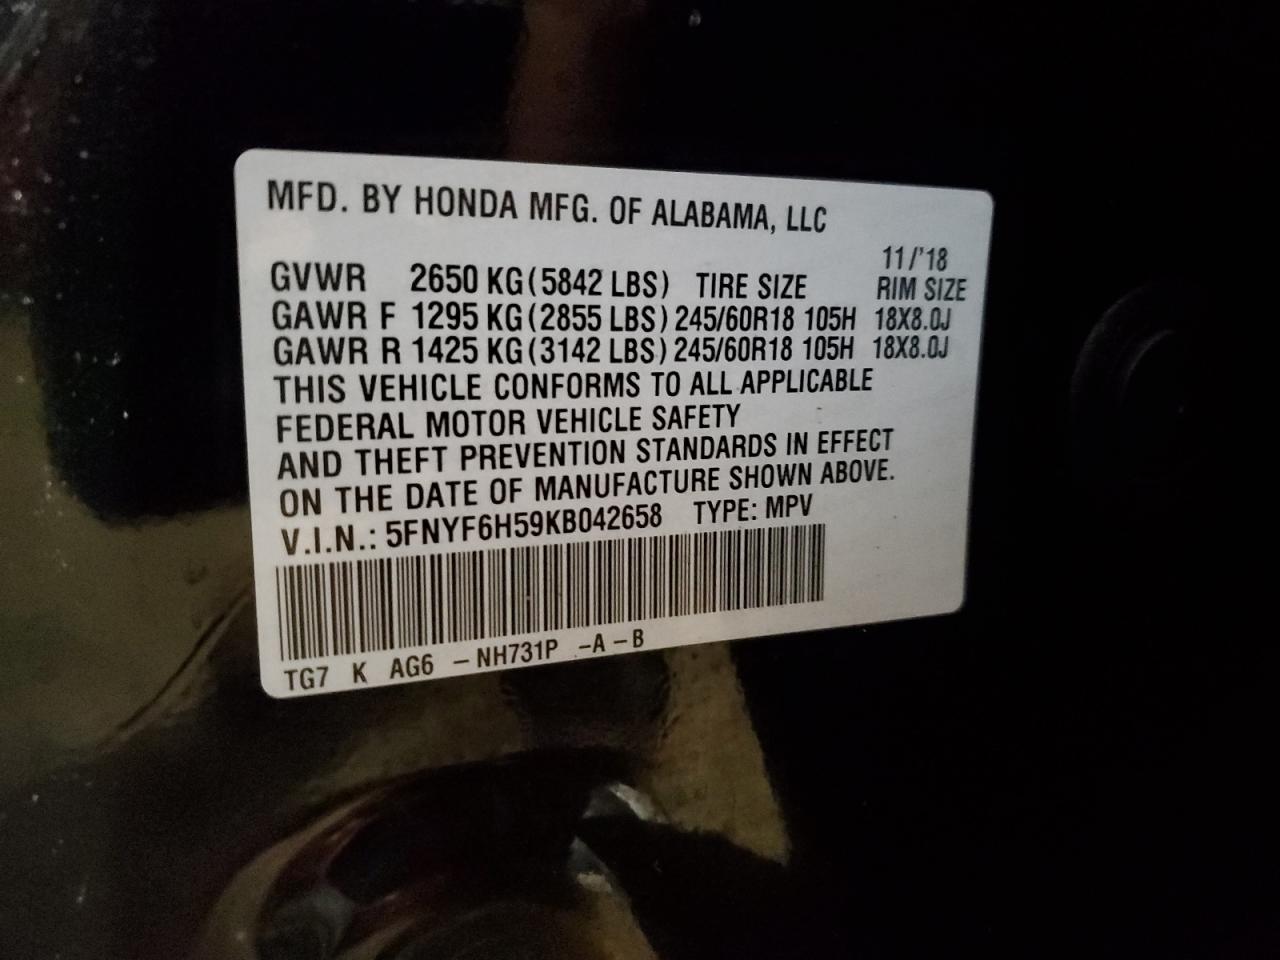 MFD. BY HONDA MFG. OF ALABAMA, LLC
11/'18
GVWR 2650 KG (5842 LBS) TIRE SIZE RIM SIZE
GAWR F 1295 KG (2855 LBS) 245/60R18 105H 18X8.0J
GAWR R 1425 KG (3142 LBS) 245/60R18 105H 18X8.0J
THIS VEHICLE CONFORMS TO ALL APPLICABLE
FEDERAL MOTOR VEHICLE SAFETY
AND THEFT PREVENTION STANDARDS IN EFFECT
ON THE DATE OF MANUFACTURE SHOWN ABOVE.
V.I.N.: 5FNYF6H59KB042658 TYPE: MPV
TG7 K AG6 – NH731P -A – B